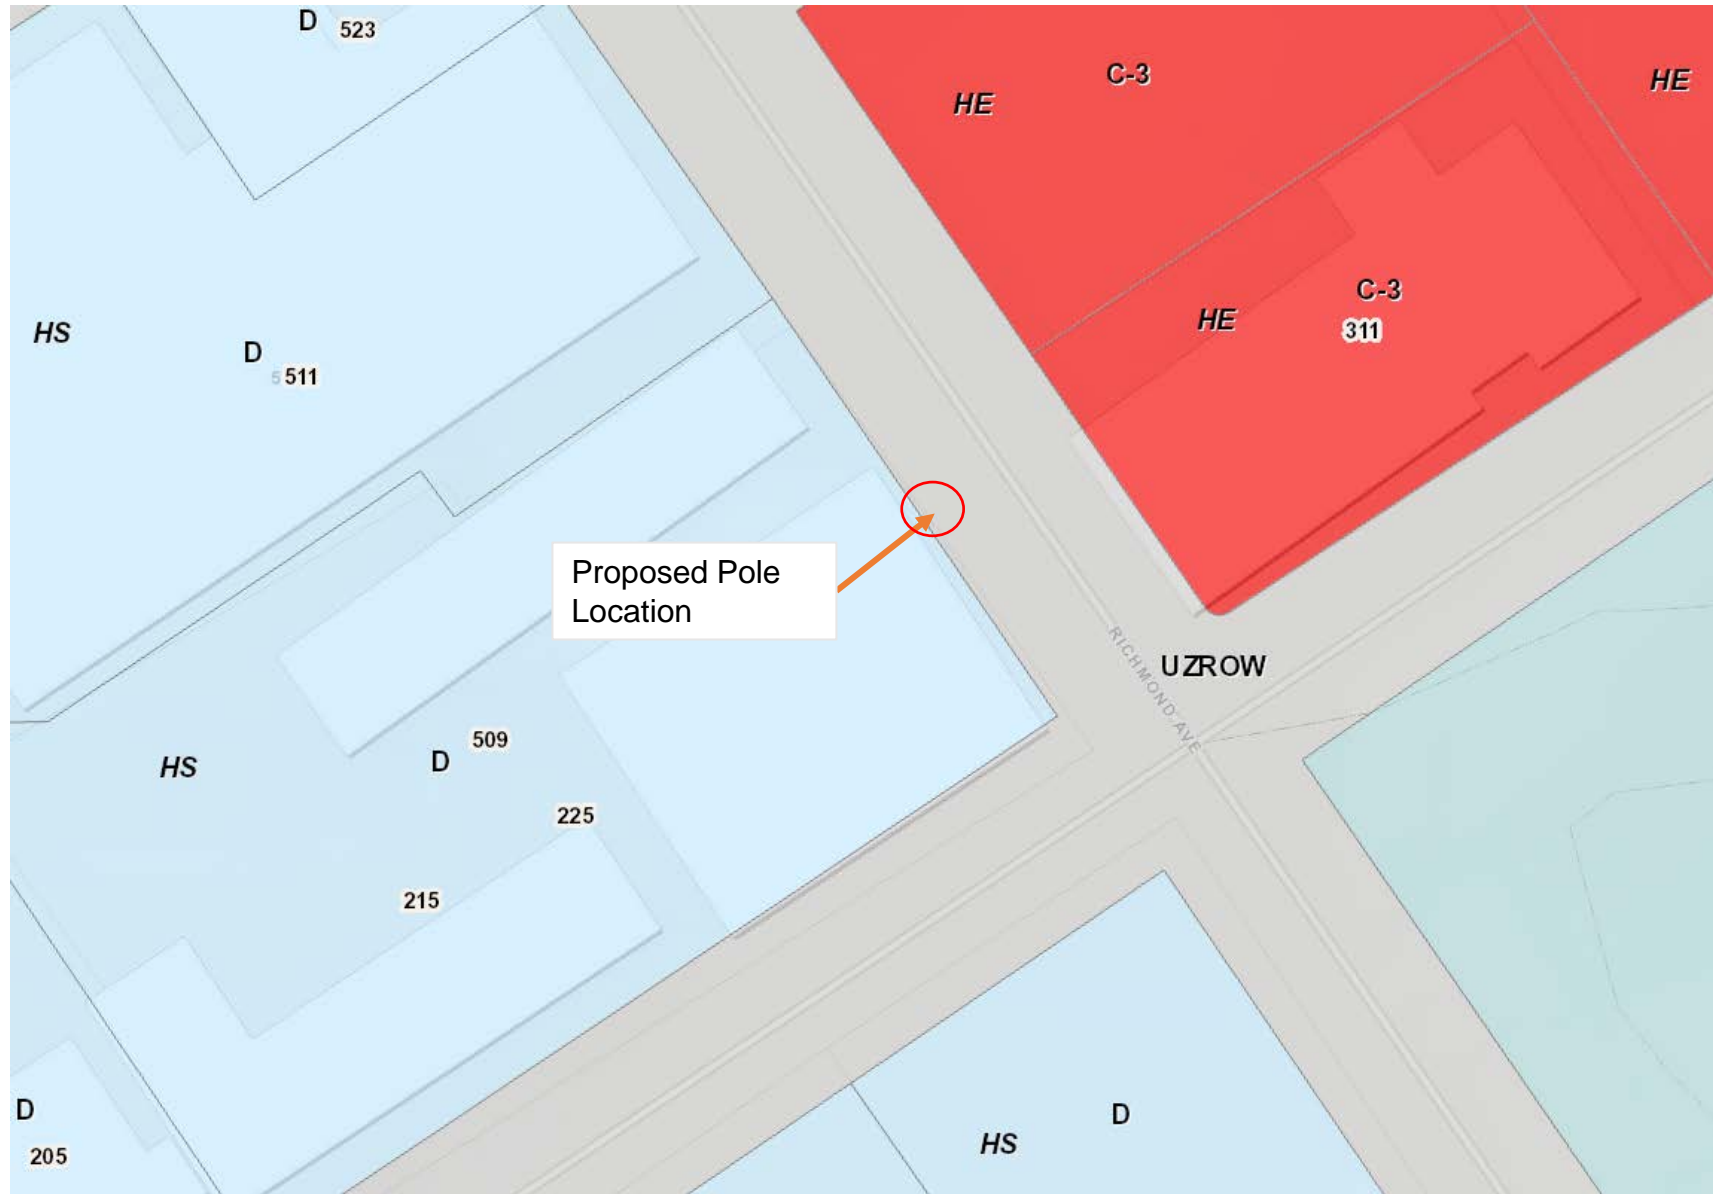 D
523
C-3
HE
HE
C-3
HE
311
HS
D
511
Proposed Pole
Location
RICHMOND AVE
UZROW
509
D
HS
225
215
D
D
HS
205